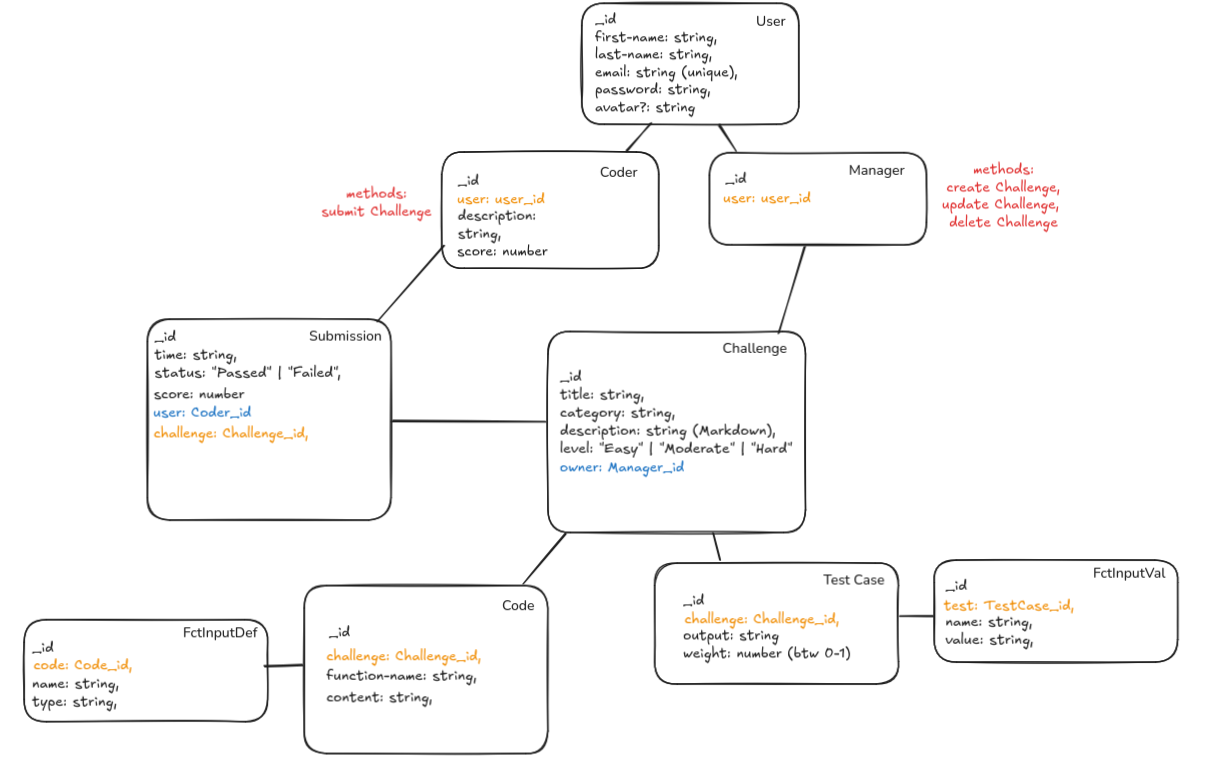 User
_id
first-name: string,
last-name: string,
email: string (unique),
password: string,
avatar?: string
methods:
submit Challenge
Coder
_id
user: user_id
description:
string,
score: number
Manager
_id
user: user_id
methods:
create Challenge,
update Challenge,
delete Challenge
Submission
_id
time: string,
status: "Passed" | "Failed",
score: number
user: Coder_id
challenge: Challenge_id,
Challenge
_id
title: string,
category: string,
description: string (Markdown),
level: "Easy" | "Moderate" | "Hard"
owner: Manager_id
FctInputDef
_id
code: Code_id,
name: string,
type: string,
Code
_id
challenge: Challenge_id,
function-name: string,
content: string,
Test Case
_id
challenge: Challenge_id,
output: string
weight: number (btw 0-1)
FctInputVal
_id
test: TestCase_id,
name: string,
value: string,